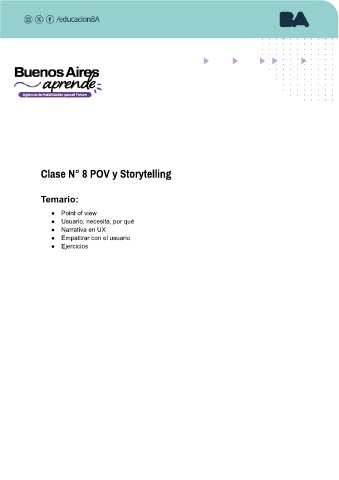 /educacionBA
BA
Buenos Aires
aprende
Agencia de Habilidades para el Futuro
Clase N° 8 POV y Storytelling
Temario:
● Point of view
● Usuario, necesita, por qué
● Narrativa en UX
● Empatizar con el usuario
● Ejercicios